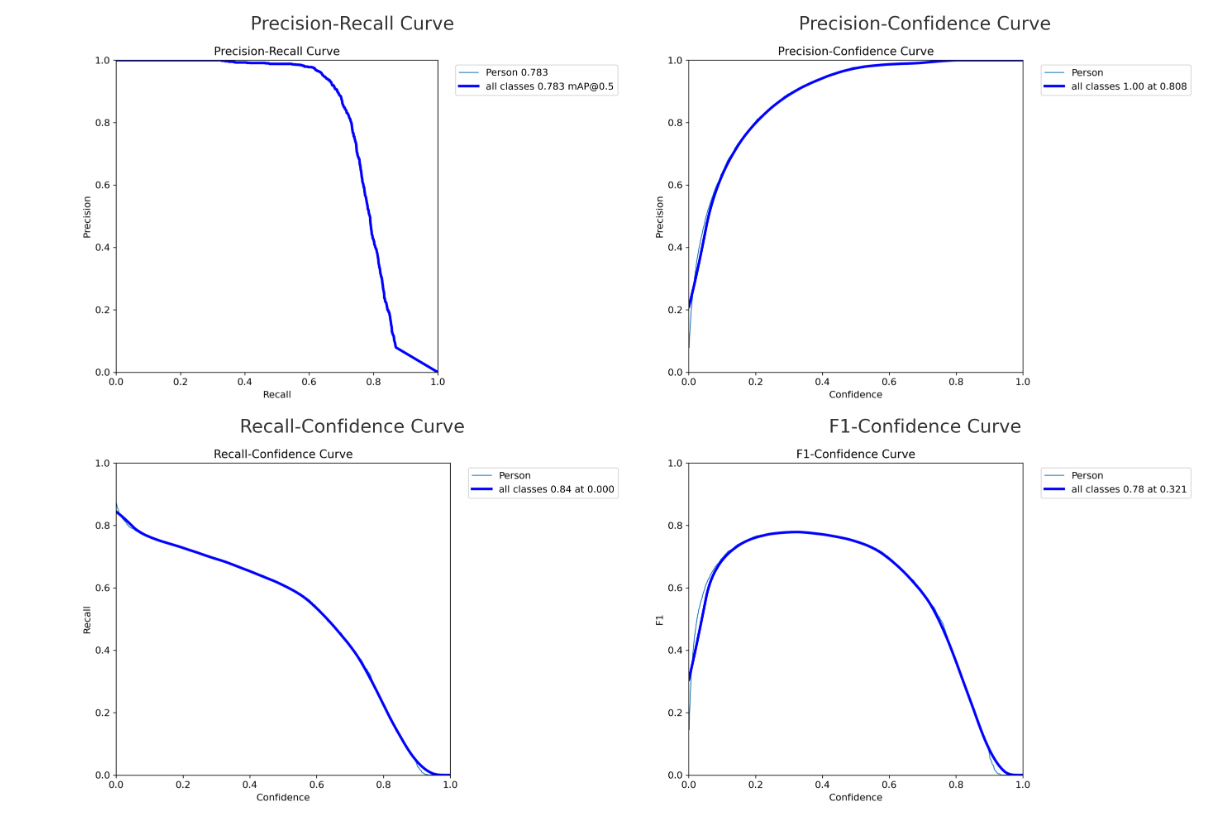 Precision-Recall Curve
Precision-Confidence Curve
Precision-Recall Curve
1.0
0.8
0.6
0.4
0.2
0.0
Precision
0.0 0.2 0.4 0.6 0.8 1.0
Recall
Person 0.783
all classes 0.783 mAP@0.5
Precision-Confidence Curve
1.0
0.8
0.6
0.4
0.2
0.0
Precision
0.0 0.2 0.4 0.6 0.8 1.0
Confidence
Person
all classes 1.00 at 0.808
Recall-Confidence Curve
F1-Confidence Curve
Recall-Confidence Curve
1.0
0.8
0.6
0.4
0.2
0.0
Recall
0.0 0.2 0.4 0.6 0.8 1.0
Confidence
Person
all classes 0.84 at 0.000
F1-Confidence Curve
1.0
0.8
0.6
0.4
0.2
0.0
F1
0.0 0.2 0.4 0.6 0.8 1.0
Confidence
Person
all classes 0.78 at 0.321